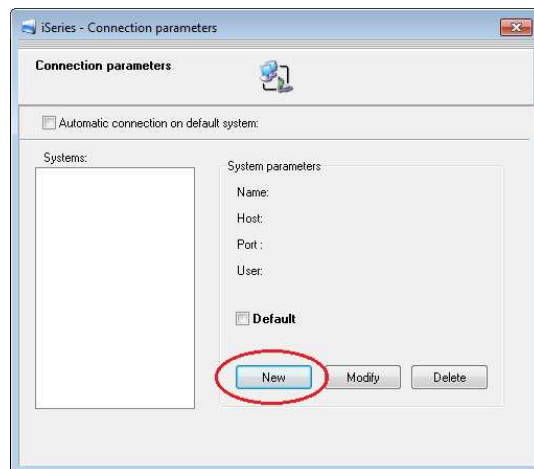 iSeries - Connection parameters
Connection parameters
Automatic connection on default system:
Systems:
System parameters
Name:
Host:
Port :
User:
Default
New Modify Delete